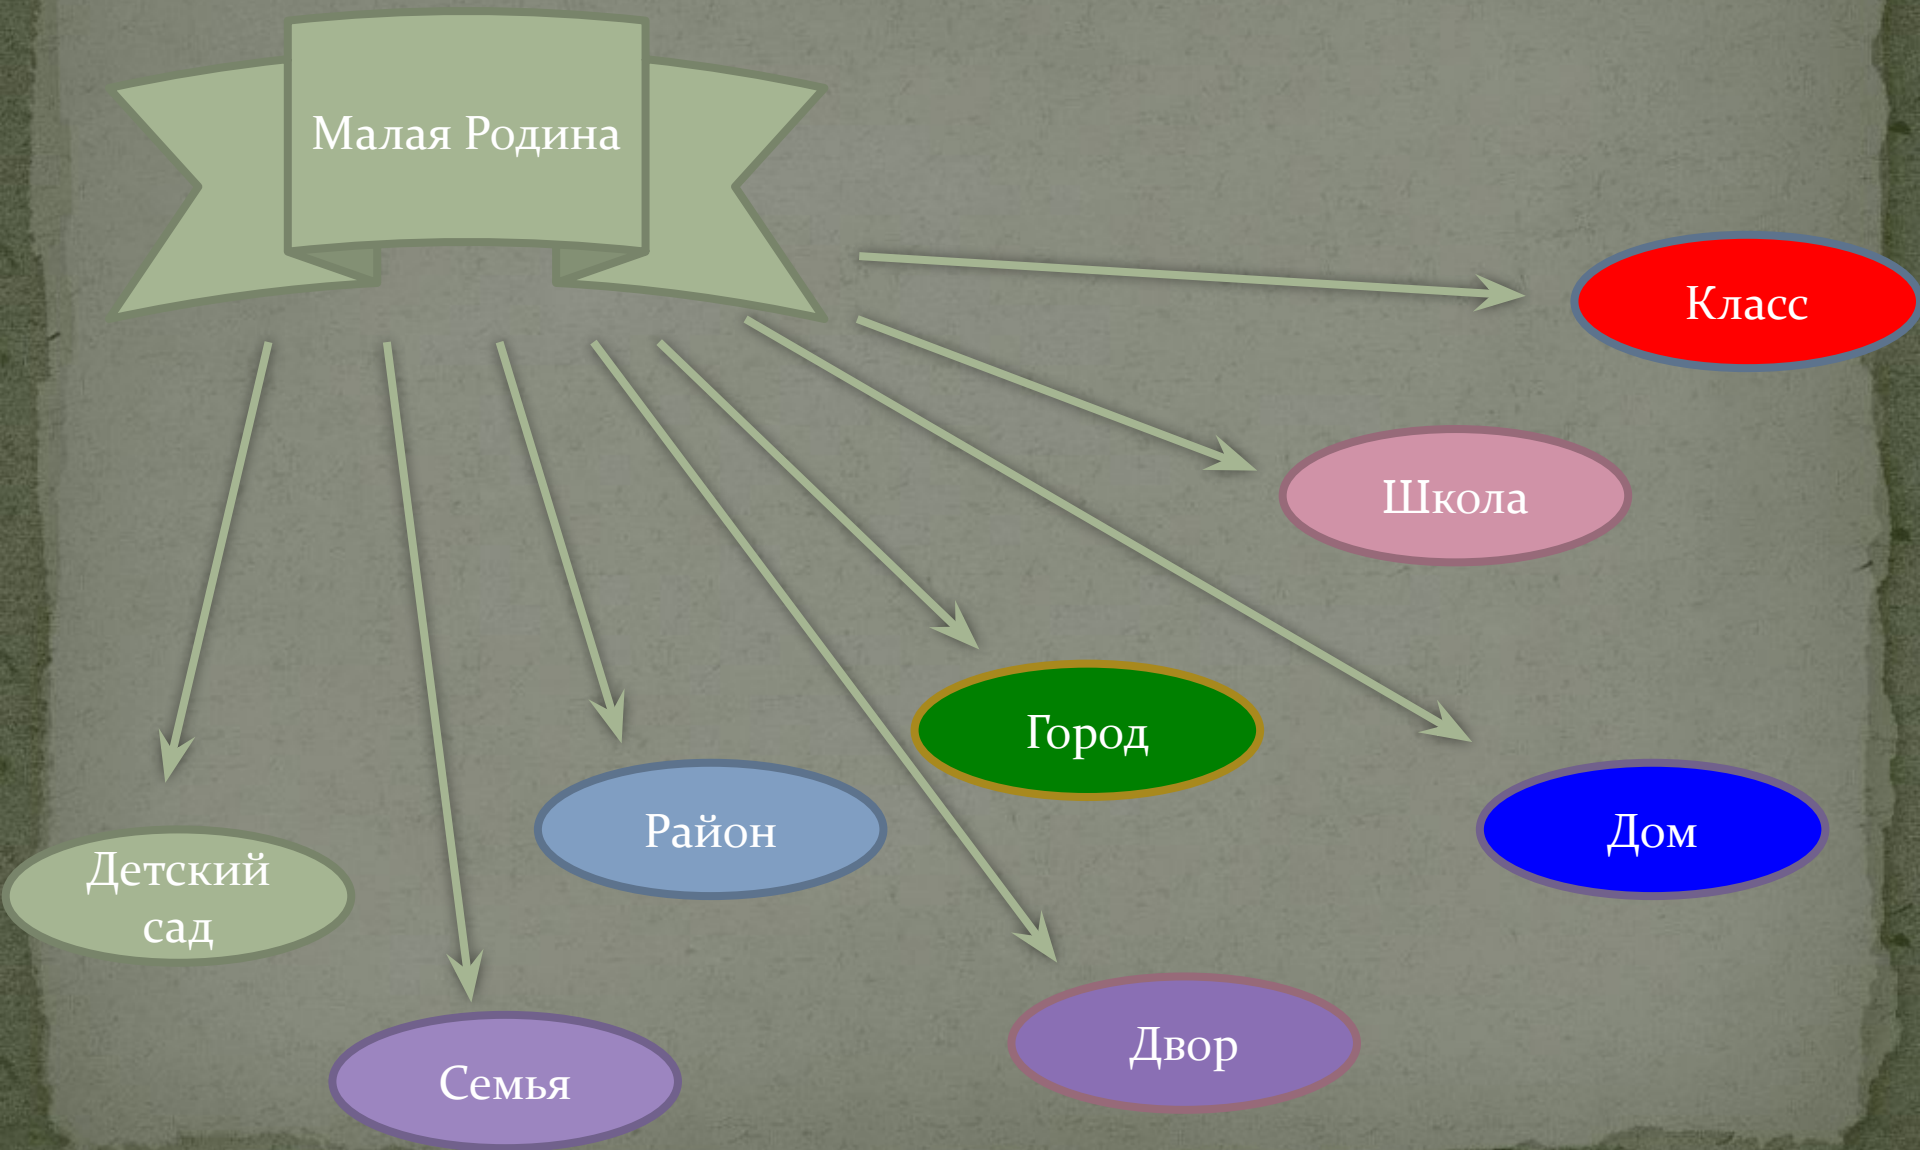 Малая Родина
Класс
Школа
Город
Район
Дом
Детский
сад
Двор
Семья